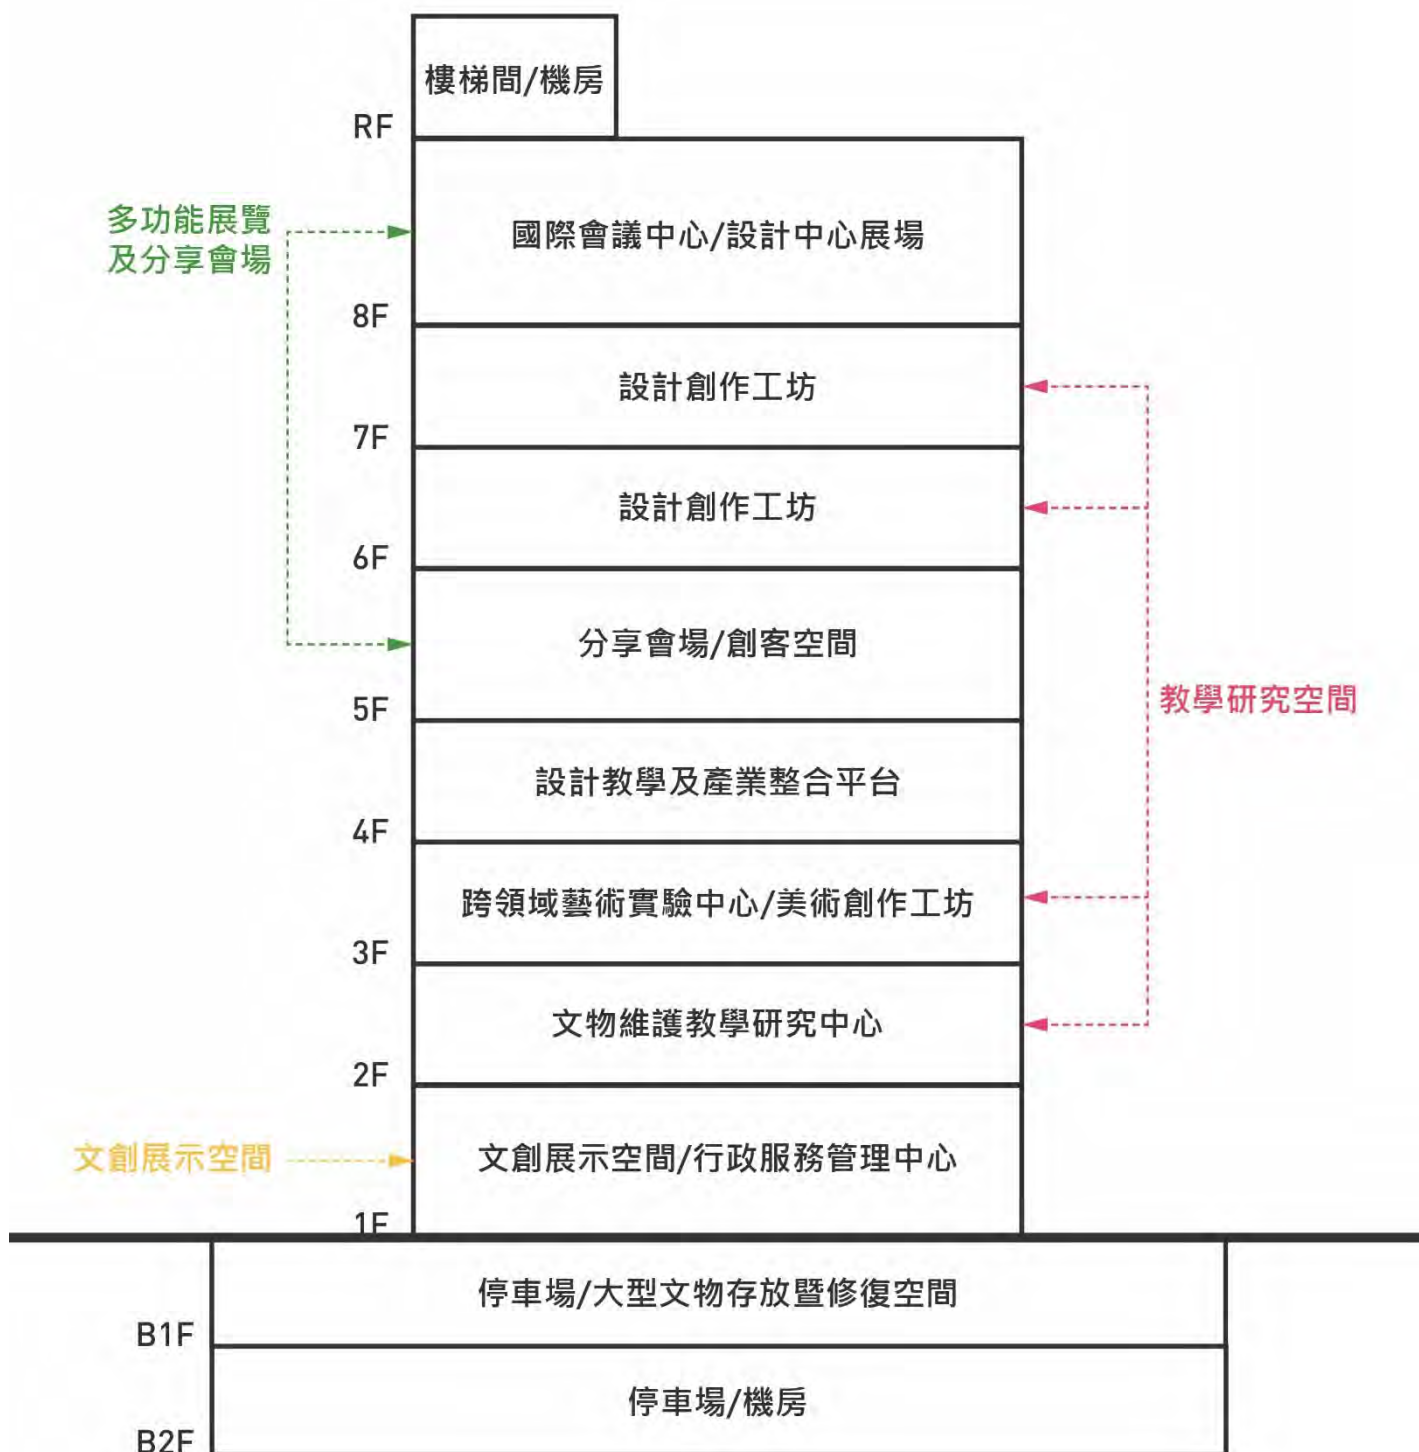 樓梯間/機房
RF
多功能展覽
及分享會場
國際會議中心/設計中心展場
8F
設計創作工坊
7F
設計創作工坊
6F
分享會場/創客空間
5F
教學研究空間
設計教學及產業整合平台
4F
跨領域藝術實驗中心/美術創作工坊
3F
文物維護教學研究中心
2F
文創展示空間
文創展示空間/行政服務管理中心
1F
停車場/大型文物存放暨修復空間
B1F
停車場/機房
B2F